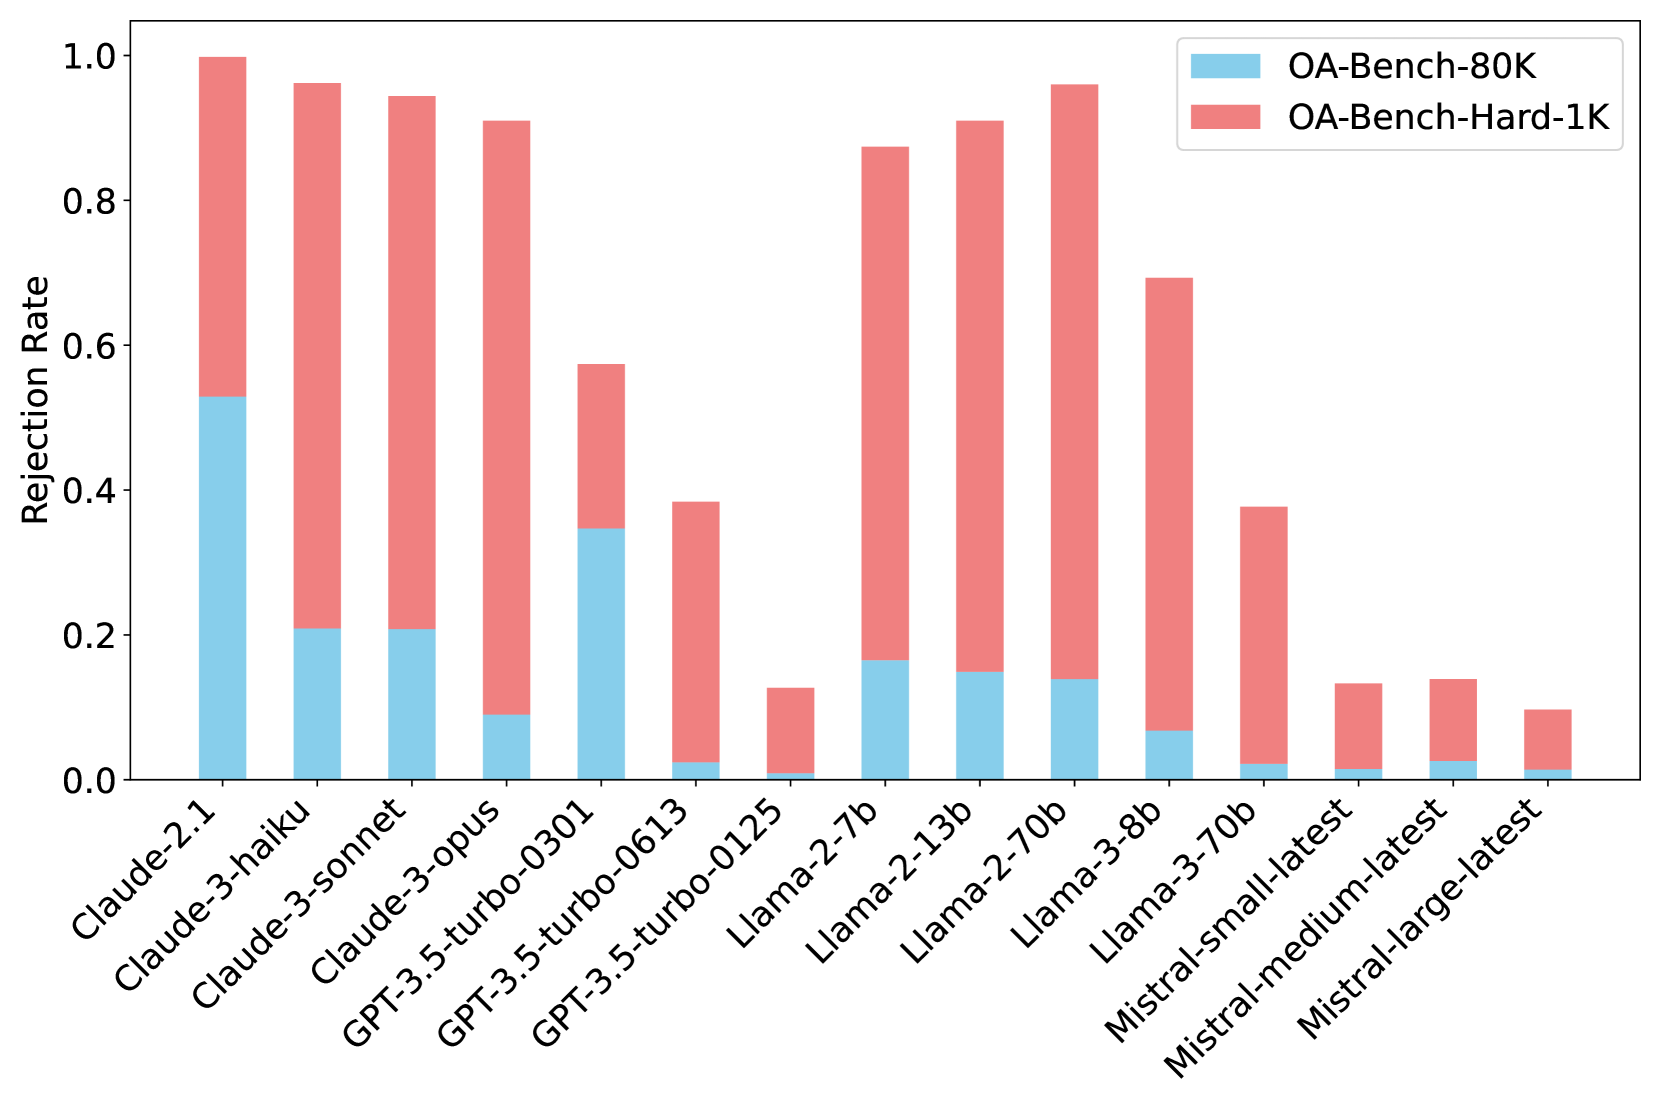 OA-Bench-80K
OA-Bench-Hard-1K
Rejection Rate
1.0
0.8
0.6
0.4
0.2
0.0
Claude-2.1
Claude-3-haiku
Claude-3-sonnet
Claude-3-opus
GPT-3.5-turbo-0301
GPT-3.5-turbo-0613
GPT-3.5-turbo-0125
Llama-2-7b
Llama-2-13b
Llama-2-70b
Llama-3-8b
Llama-3-70b
Mistral-small-latest
Mistral-medium-latest
Mistral-large-latest